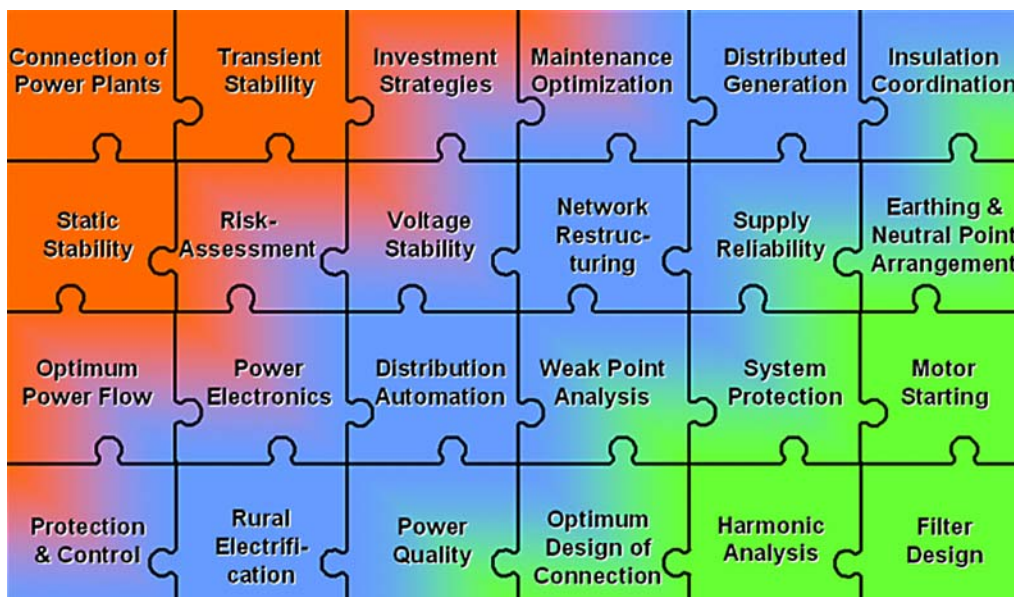 Connection of
Power Plants
Transient
Stability
Investment
Strategies
Maintenance
Optimization
Distributed
Generation
Insulation
Coordination
Static
Stability
Risk-
Assessment
Voltage
Stability
Network
Restruc-
turing
Supply
Reliability
Earthing &
Neutral Point
Arrangement
Optimum
Power Flow
Power
Electronics
Distribution
Automation
Weak Point
Analysis
System
Protection
Motor
Starting
Protection
& Control
Rural
Electrifi-
cation
Power
Quality
Optimum
Design of
Connection
Harmonic
Analysis
Filter
Design